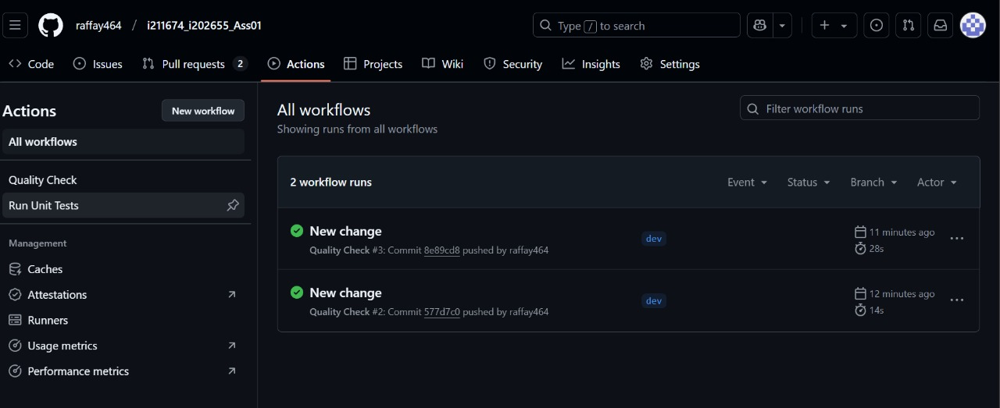 raffay464 / i211674_i202655_Ass01
Type / to search
Code Issues Pull requests 2 Actions Projects Wiki Security Insights Settings
Actions
New workflow
All workflows
Quality Check
Run Unit Tests
Management
Caches
Attestations
Runners
Usage metrics
Performance metrics
All workflows
Showing runs from all workflows
Filter workflow runs
2 workflow runs
Event Status Branch Actor
New change
Quality Check #3: Commit 8e89cd8 pushed by raffay464
dev
11 minutes ago
28s
New change
Quality Check #2: Commit 577d7c0 pushed by raffay464
dev
12 minutes ago
14s